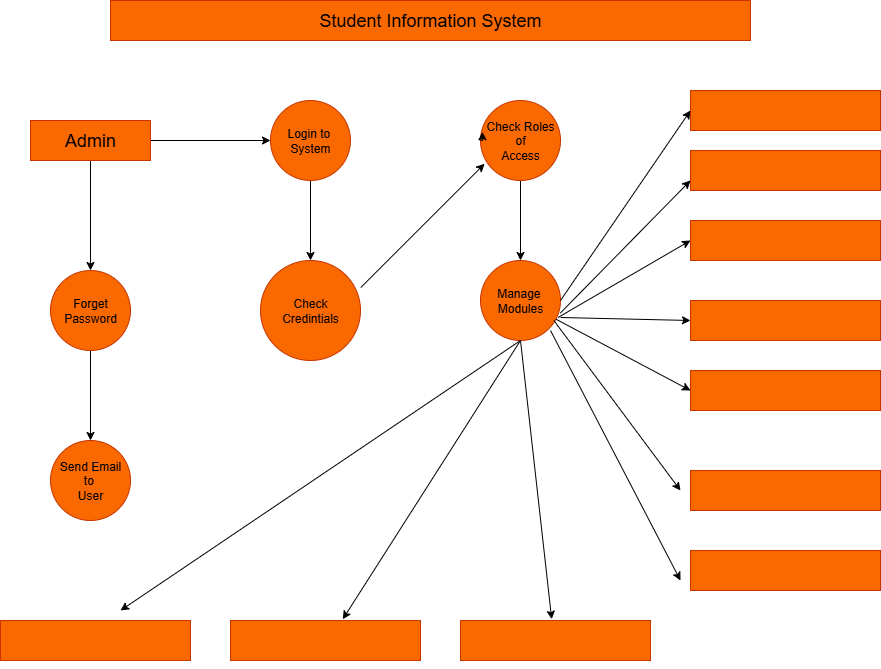 Student Information System
Admin
Login to
System
Check Roles
of
Access
Forget
Password
Check
Credintials
Manage
Modules
Send Email
to
User